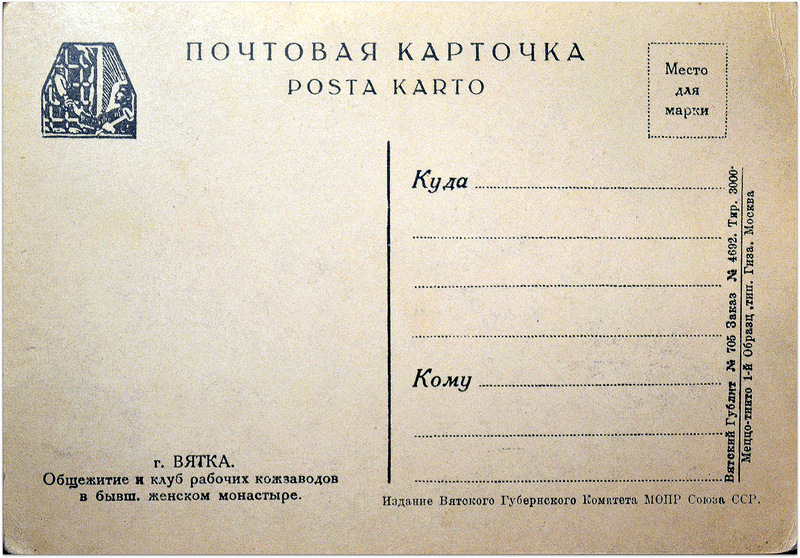 ПОЧТОВАЯ КАРТОЧКА
POSTA KARTO
Место
для
марки
Куда
Кому
г. ВЯТКА.
Общежитие и клуб рабочих кожзаводов
в бывш. женском монастыре.
Издание Вятского Губернского Комитета МОПР Союза ССР.
Вятский Гублит № 705 Заказ № 4692. Тир. 3000·
Меццо-тинто 1-й Образц. тип. Гиза. Москва